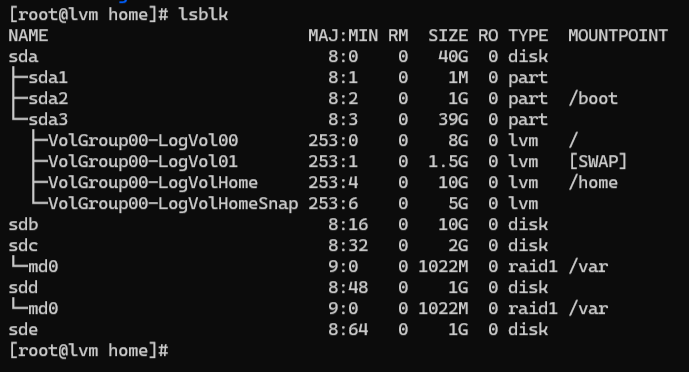 [root@lvm home]# lsblk
NAME                         MAJ:MIN RM  SIZE RO TYPE  MOUNTPOINT
sda                            8:0    0   40G  0 disk
├─sda1                         8:1    0    1M  0 part
├─sda2                         8:2    0    1G  0 part  /boot
└─sda3                         8:3    0   39G  0 part
  ├─VolGroup00-LogVol00      253:0    0    8G  0 lvm   /
  ├─VolGroup00-LogVol01      253:1    0  1.5G  0 lvm   [SWAP]
  ├─VolGroup00-LogVolHome    253:4    0   10G  0 lvm   /home
  └─VolGroup00-LogVolHomeSnap 253:6    0    5G  0 lvm
sdb                            8:16   0   10G  0 disk
sdc                            8:32   0    2G  0 disk
└─md0                          9:0    0 1022M  0 raid1 /var
sdd                            8:48   0    1G  0 disk
└─md0                          9:0    0 1022M  0 raid1 /var
sde                            8:64   0    1G  0 disk
[root@lvm home]#